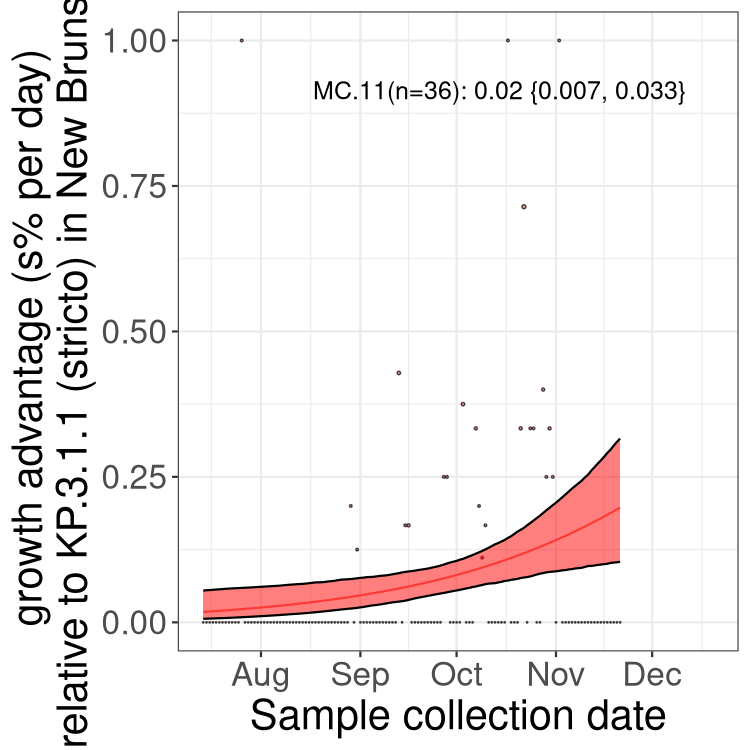 growth advantage (s% per day)
relative to KP.3.1.1 (stricto) in New Bruns
1.00
0.75
0.50
0.25
0.00
MC.11(n=36): 0.02 {0.007, 0.033}
Aug Sep Oct Nov Dec
Sample collection date